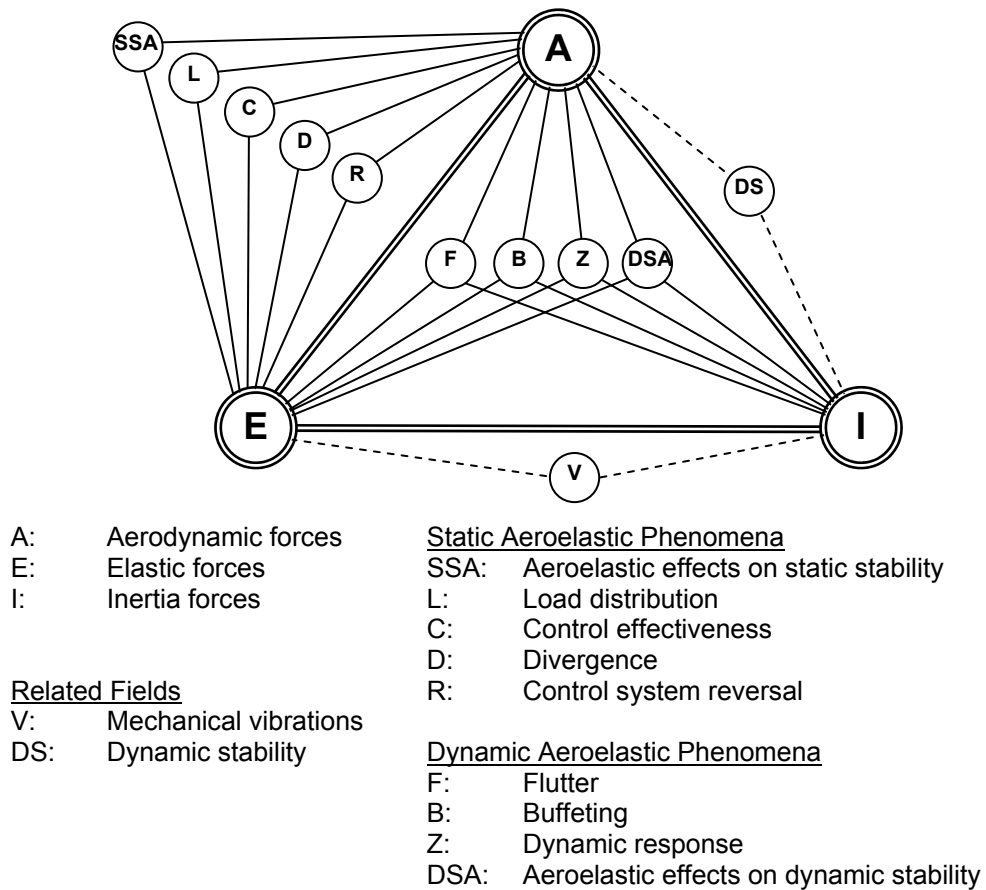 SSA
A
L
C
D
R
DS
F
B
Z
DSA
E
I
V
A: Aerodynamic forces
E: Elastic forces
I: Inertia forces
Related Fields
V: Mechanical vibrations
DS: Dynamic stability
Static Aeroelastic Phenomena
SSA: Aeroelastic effects on static stability
L: Load distribution
C: Control effectiveness
D: Divergence
R: Control system reversal
Dynamic Aeroelastic Phenomena
F: Flutter
B: Buffeting
Z: Dynamic response
DSA: Aeroelastic effects on dynamic stability